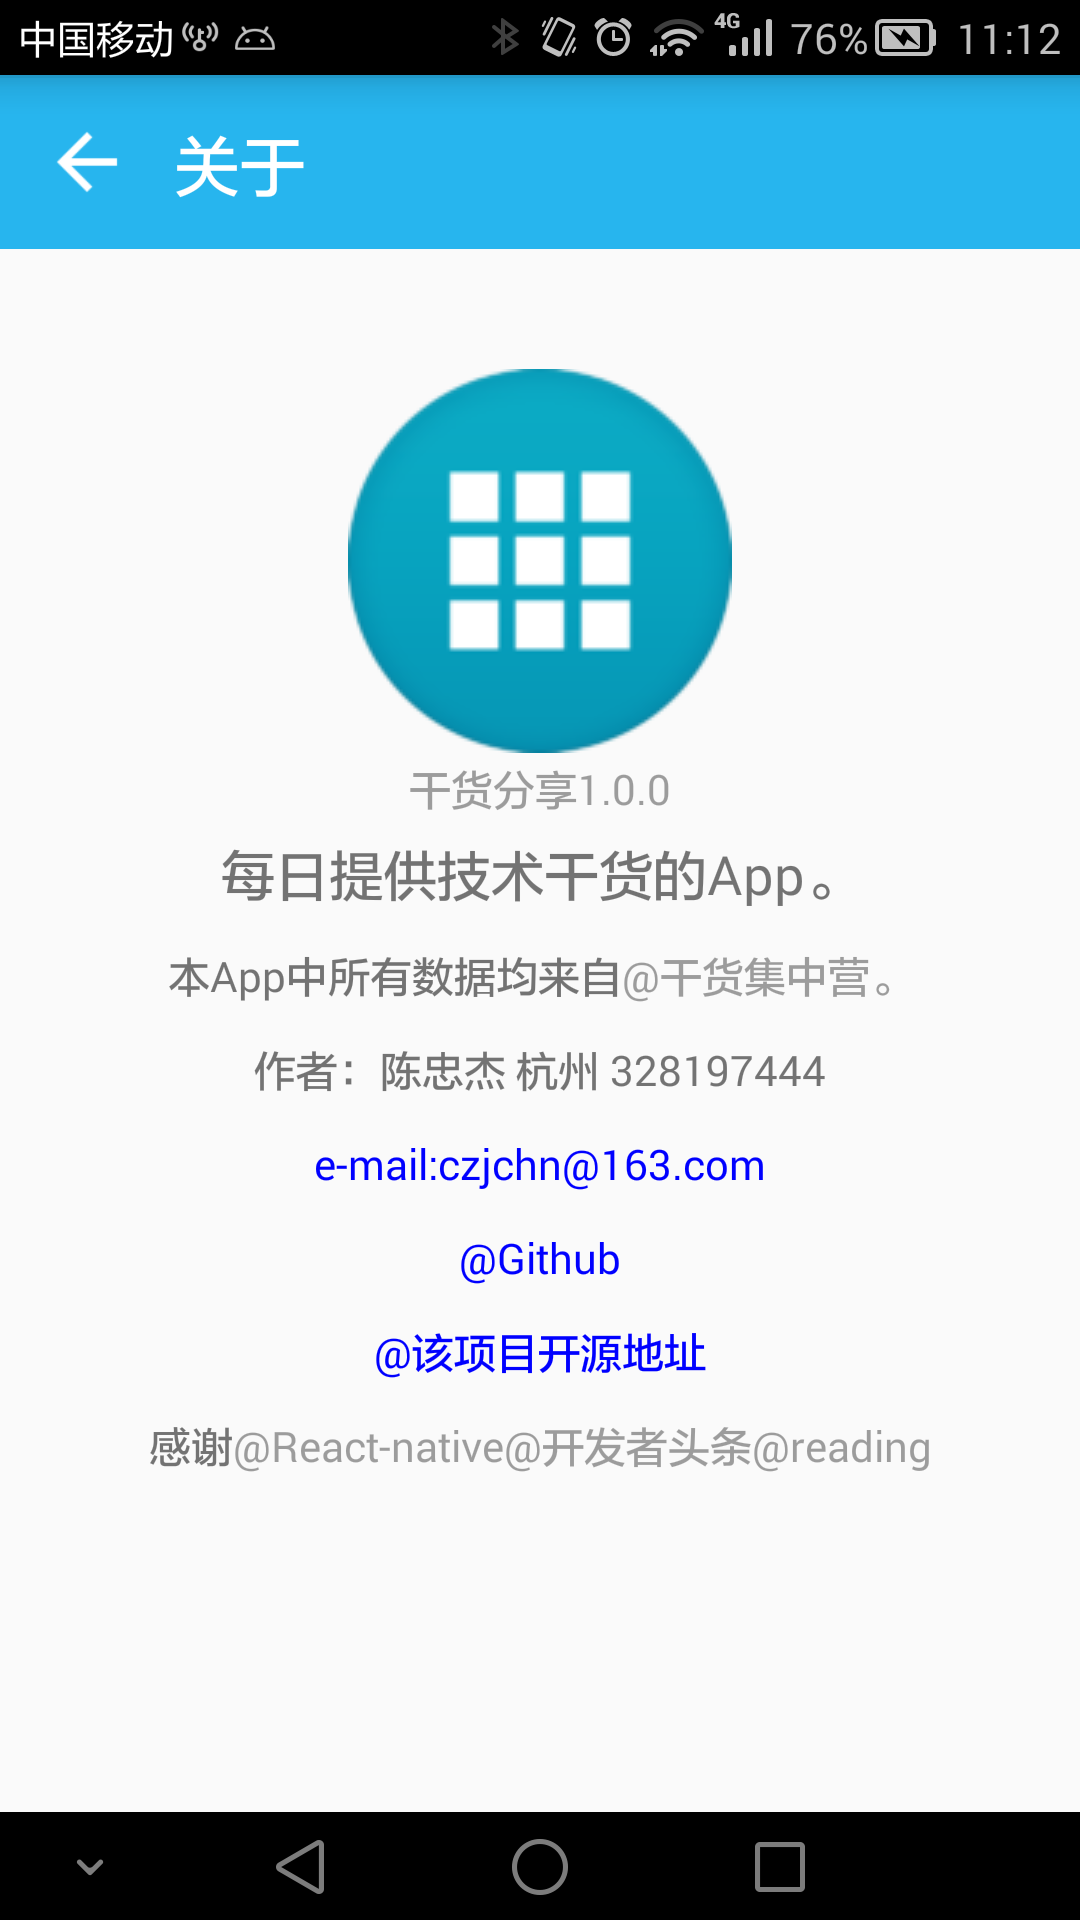 中国移动 4G 76% 11:12
关于
干货分享1.0.0
每日提供技术干货的App。
本App中所有数据均来自@干货集中营。
作者：陈忠杰 杭州 328197444
e-mail:czjchn@163.com
@Github
@该项目开源地址
感谢@React-native@开发者头条@reading